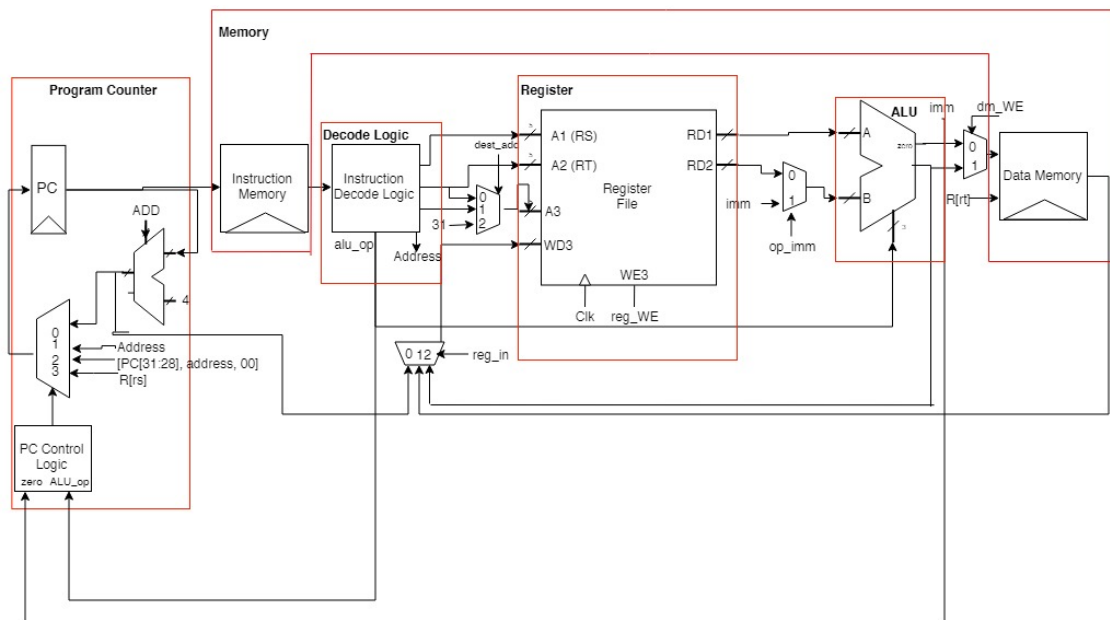 Memory
Program Counter
PC
ADD
4
0
1
2
3
Address
[PC[31:28], address, 00]
R[rs]
PC Control
Logic
zero ALU_op
Instruction
Memory
Decode Logic
Instruction
Decode Logic
alu_op
Address
dest_add
0
1
2
31
Register
A1 (RS)
A2 (RT)
A3
WD3
RD1
RD2
Register
File
WE3
Clk
reg_WE
0 12
reg_in
0
1
imm
op_imm
ALU
A
B
zero
3
imm
dm_WE
0
1
R[rt]
Data Memory